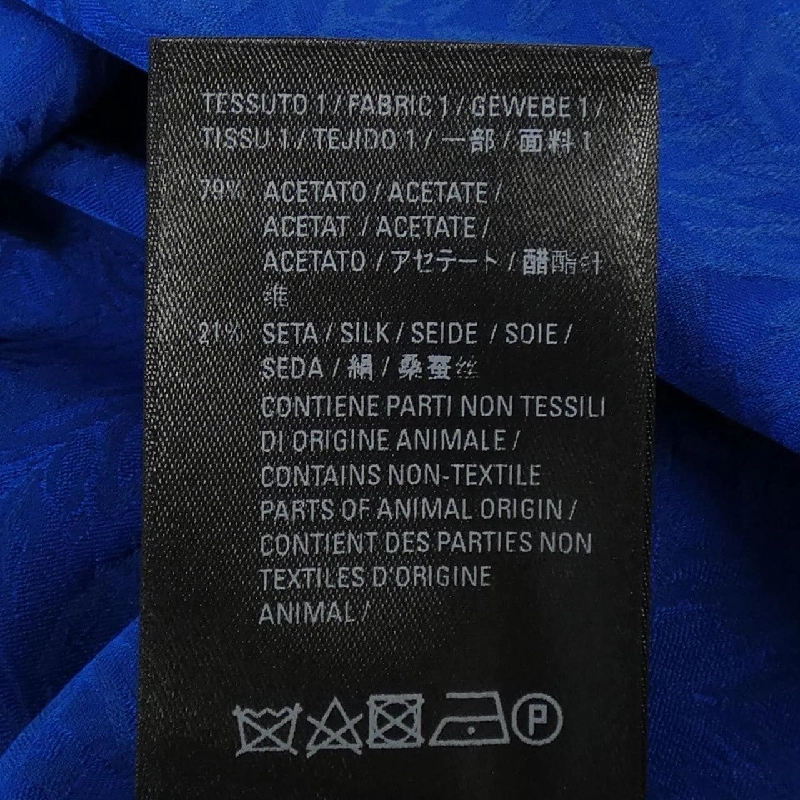 TESSUTO 1 / FABRIC 1 / GEWEBE 1 /
TISSU 1 / TEJIDO 1 / 一部 / 面料 1
79% ACETATO / ACETATE /
ACETAT / ACETATE /
ACETATO / アセテート / 醋酯纤
维
21% SETA / SILK / SEIDE / SOIE /
SEDA / 絹 / 桑蚕丝
CONTIENE PARTI NON TESSILI
DI ORIGINE ANIMALE /
CONTAINS NON-TEXTILE
PARTS OF ANIMAL ORIGIN /
CONTIENT DES PARTIES NON
TEXTILES D'ORIGINE
ANIMAL /
P